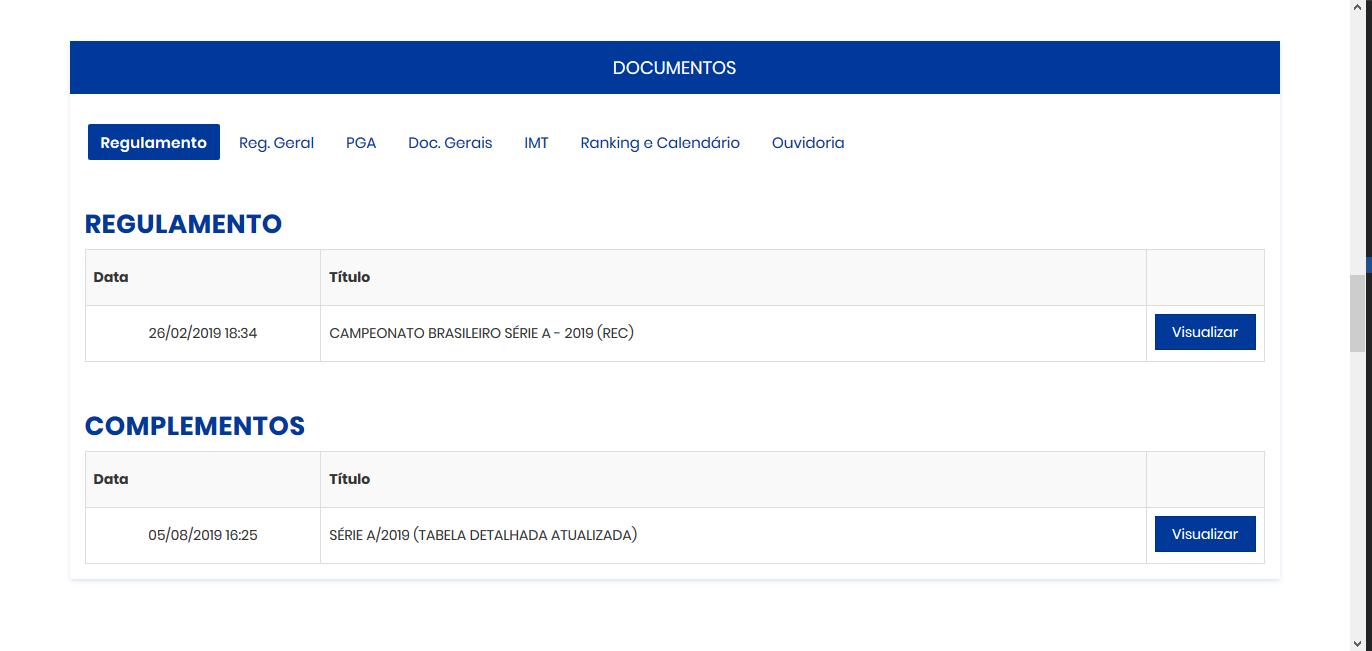 DOCUMENTOS
Regulamento Reg. Geral PGA Doc. Gerais IMT Ranking e Calendário Ouvidoria
REGULAMENTO
Data Título
26/02/2019 18:34 CAMPEONATO BRASILEIRO SÉRIE A - 2019 (REC) Visualizar
COMPLEMENTOS
Data Título
05/08/2019 16:25 SÉRIE A/2019 (TABELA DETALHADA ATUALIZADA) Visualizar